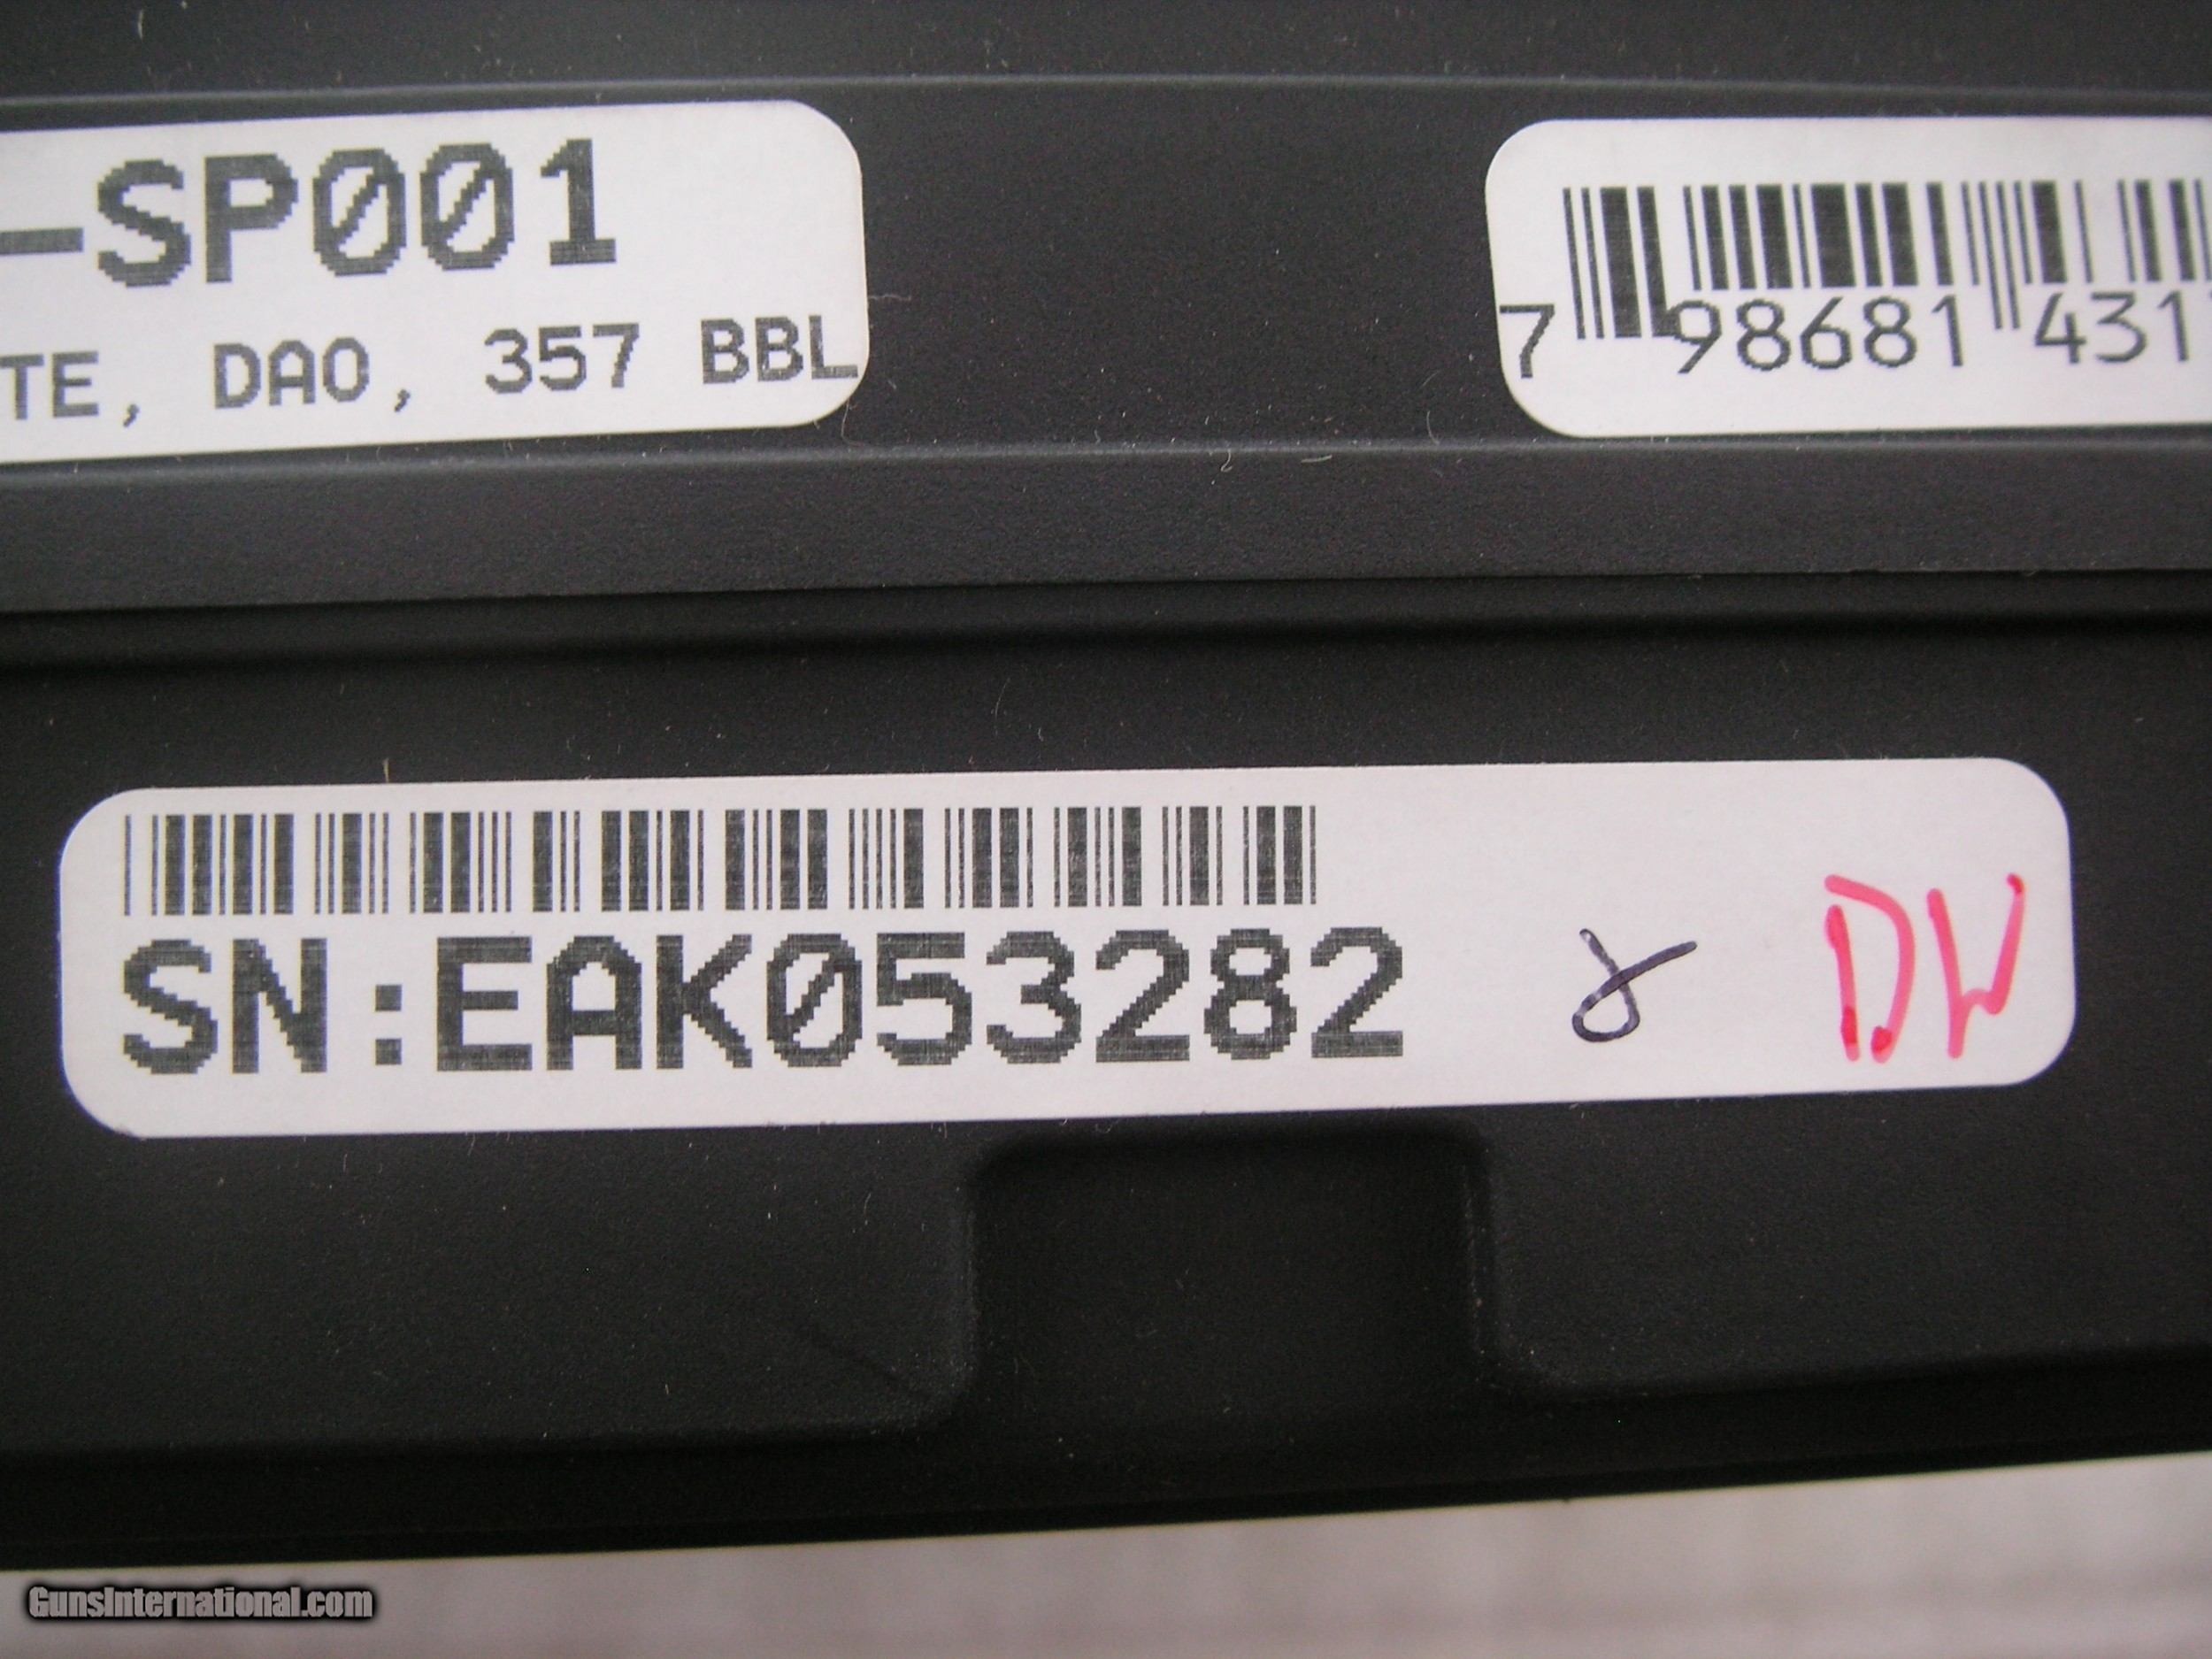 -SP001
TE, DAO, 357 BBL
7 98681 431
SN:EAK053282
DW
GunsInternational.com